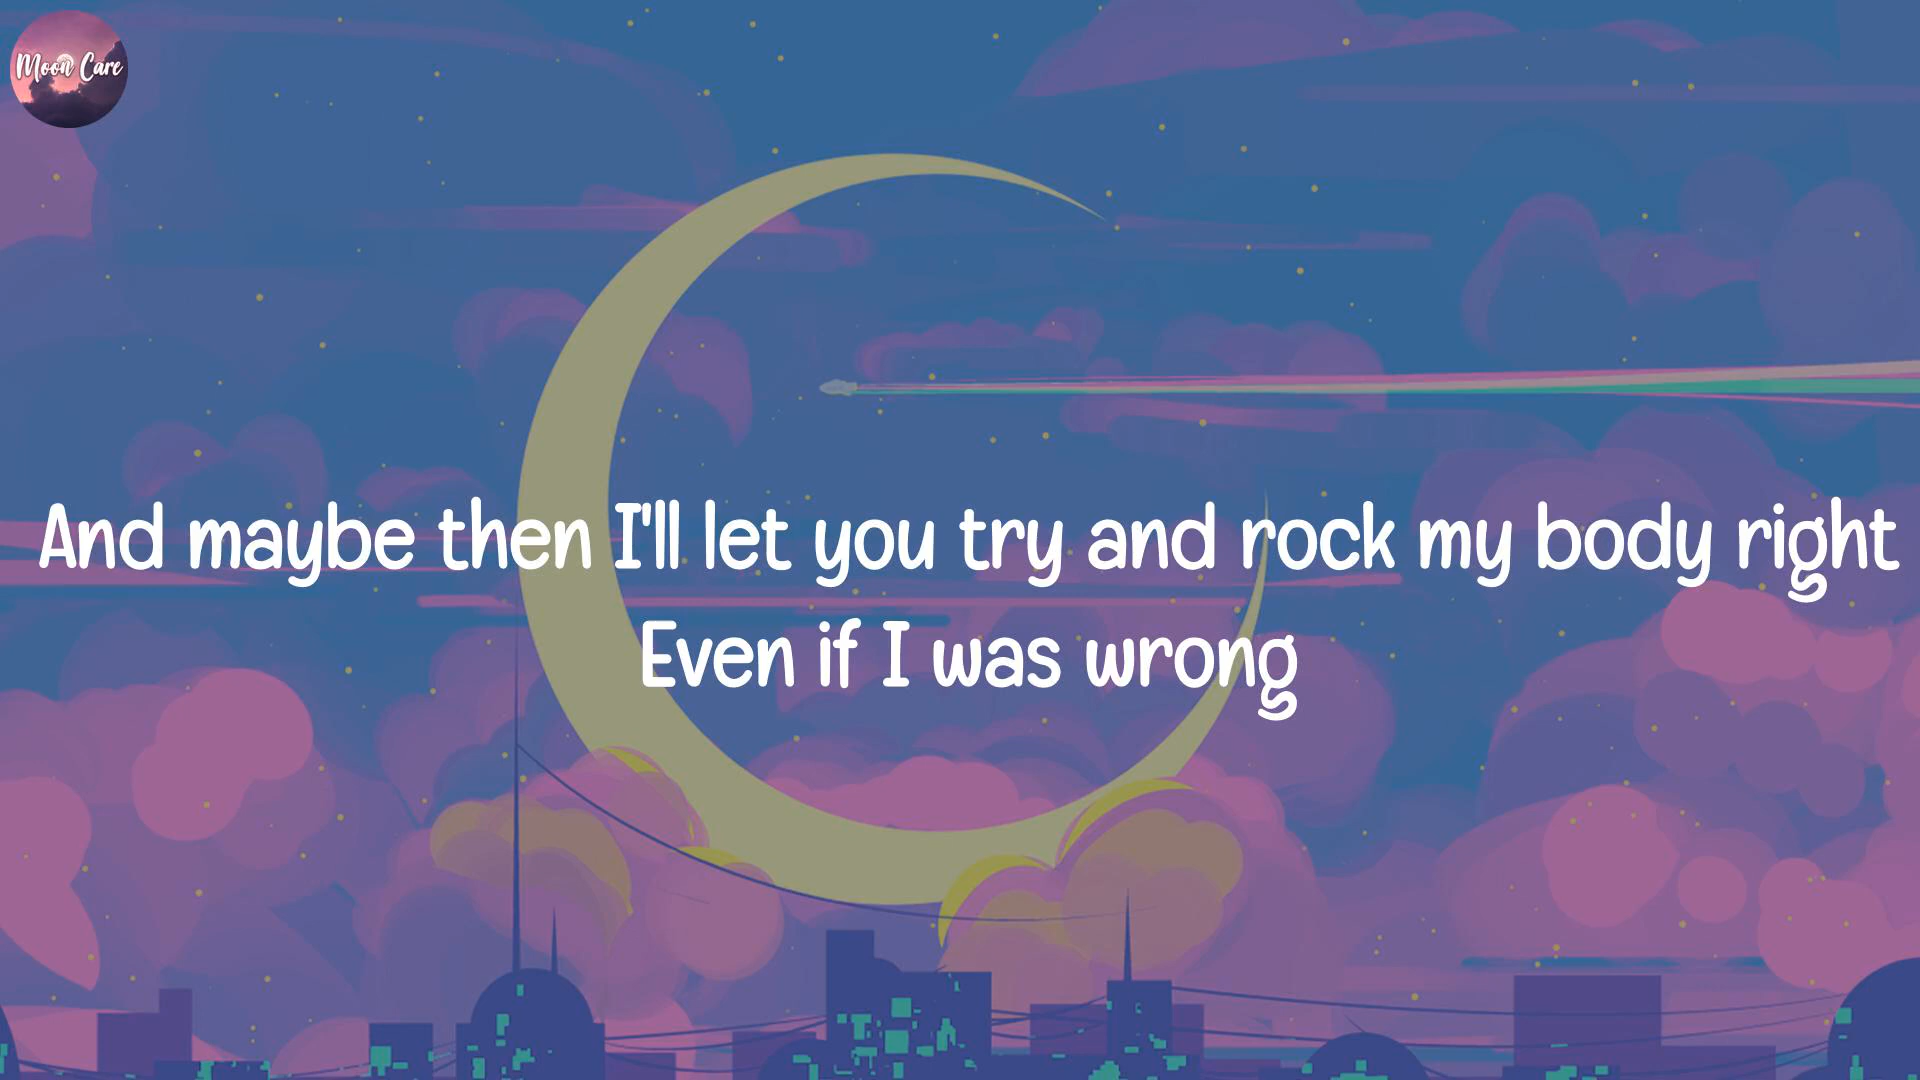 Moon Care
And maybe then I'll let you try and rock my body right
Even if I was wrong